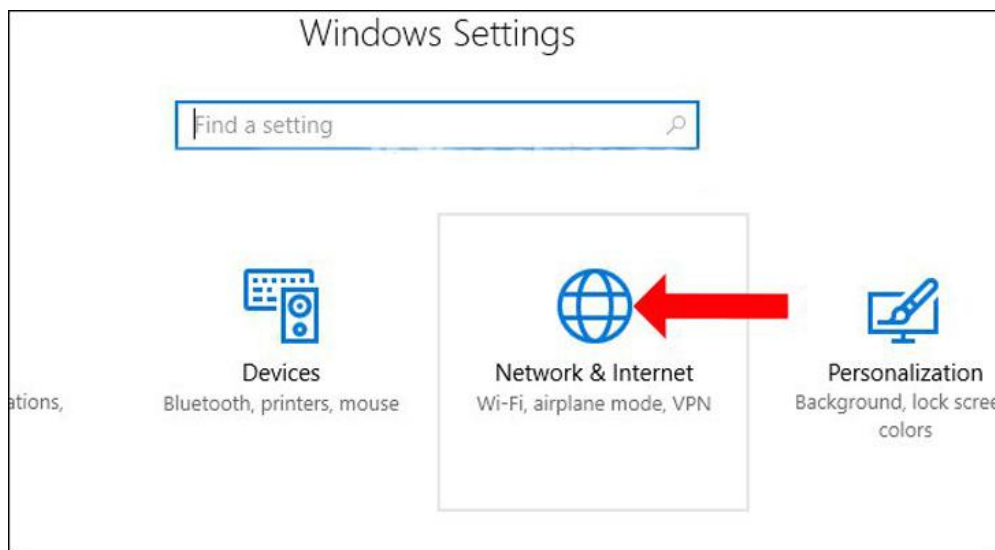 Windows Settings
Find a setting
Devices
Bluetooth, printers, mouse
Network & Internet
Wi-Fi, airplane mode, VPN
Personalization
Background, lock scree
colors
ations,